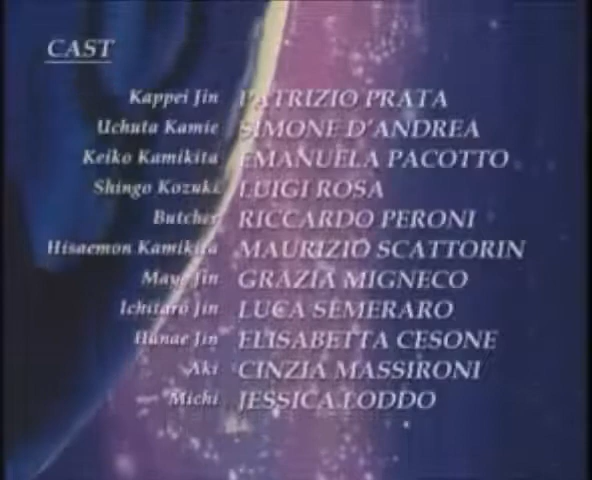 CAST
Kappei Jin PATRIZIO PRATA
Uchuta Kamie SIMONE D'ANDREA
Keiko Kamikita EMANUELA PACOTTO
Shingo Kozuki LUIGI ROSA
Butcher RICCARDO PERONI
Hisaemon Kamikita MAURIZIO SCATTORIN
Mayo Jin GRAZIA MIGNECO
Ichitaro Jin LUCA SEMERARO
Hanae Jin ELISABETTA CESONE
Aki CINZIA MASSIRONI
Michi JESSICA LODDO